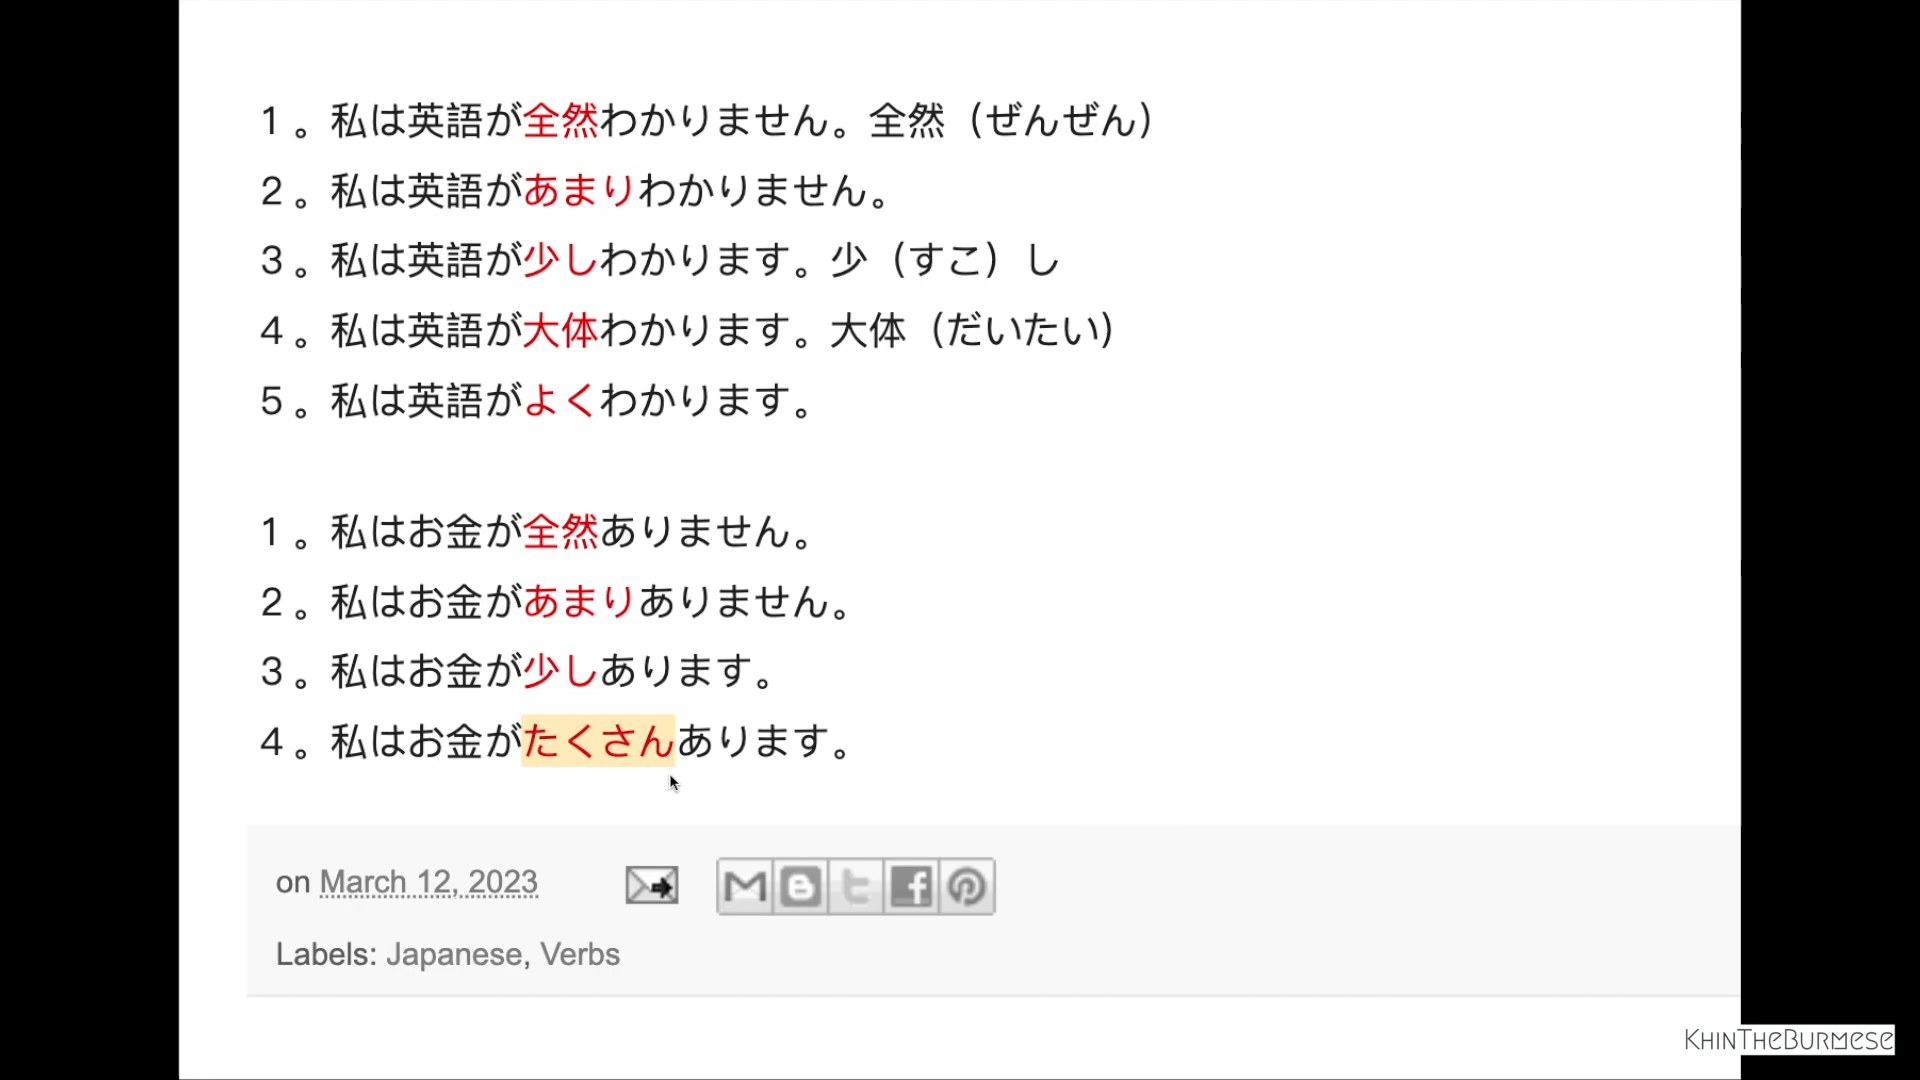 1。私は英語が全然わかりません。全然（ぜんぜん）
2。私は英語があまりわかりません。
3。私は英語が少しわかります。少（すこ）し
4。私は英語が大体わかります。大体（だいたい）
5。私は英語がよくわかります。
1。私はお金が全然ありません。
2。私はお金があまりありません。
3。私はお金が少しあります。
4。私はお金がたくさんあります。
on March 12, 2023
Labels: Japanese, Verbs
KHINTHEBURMESE